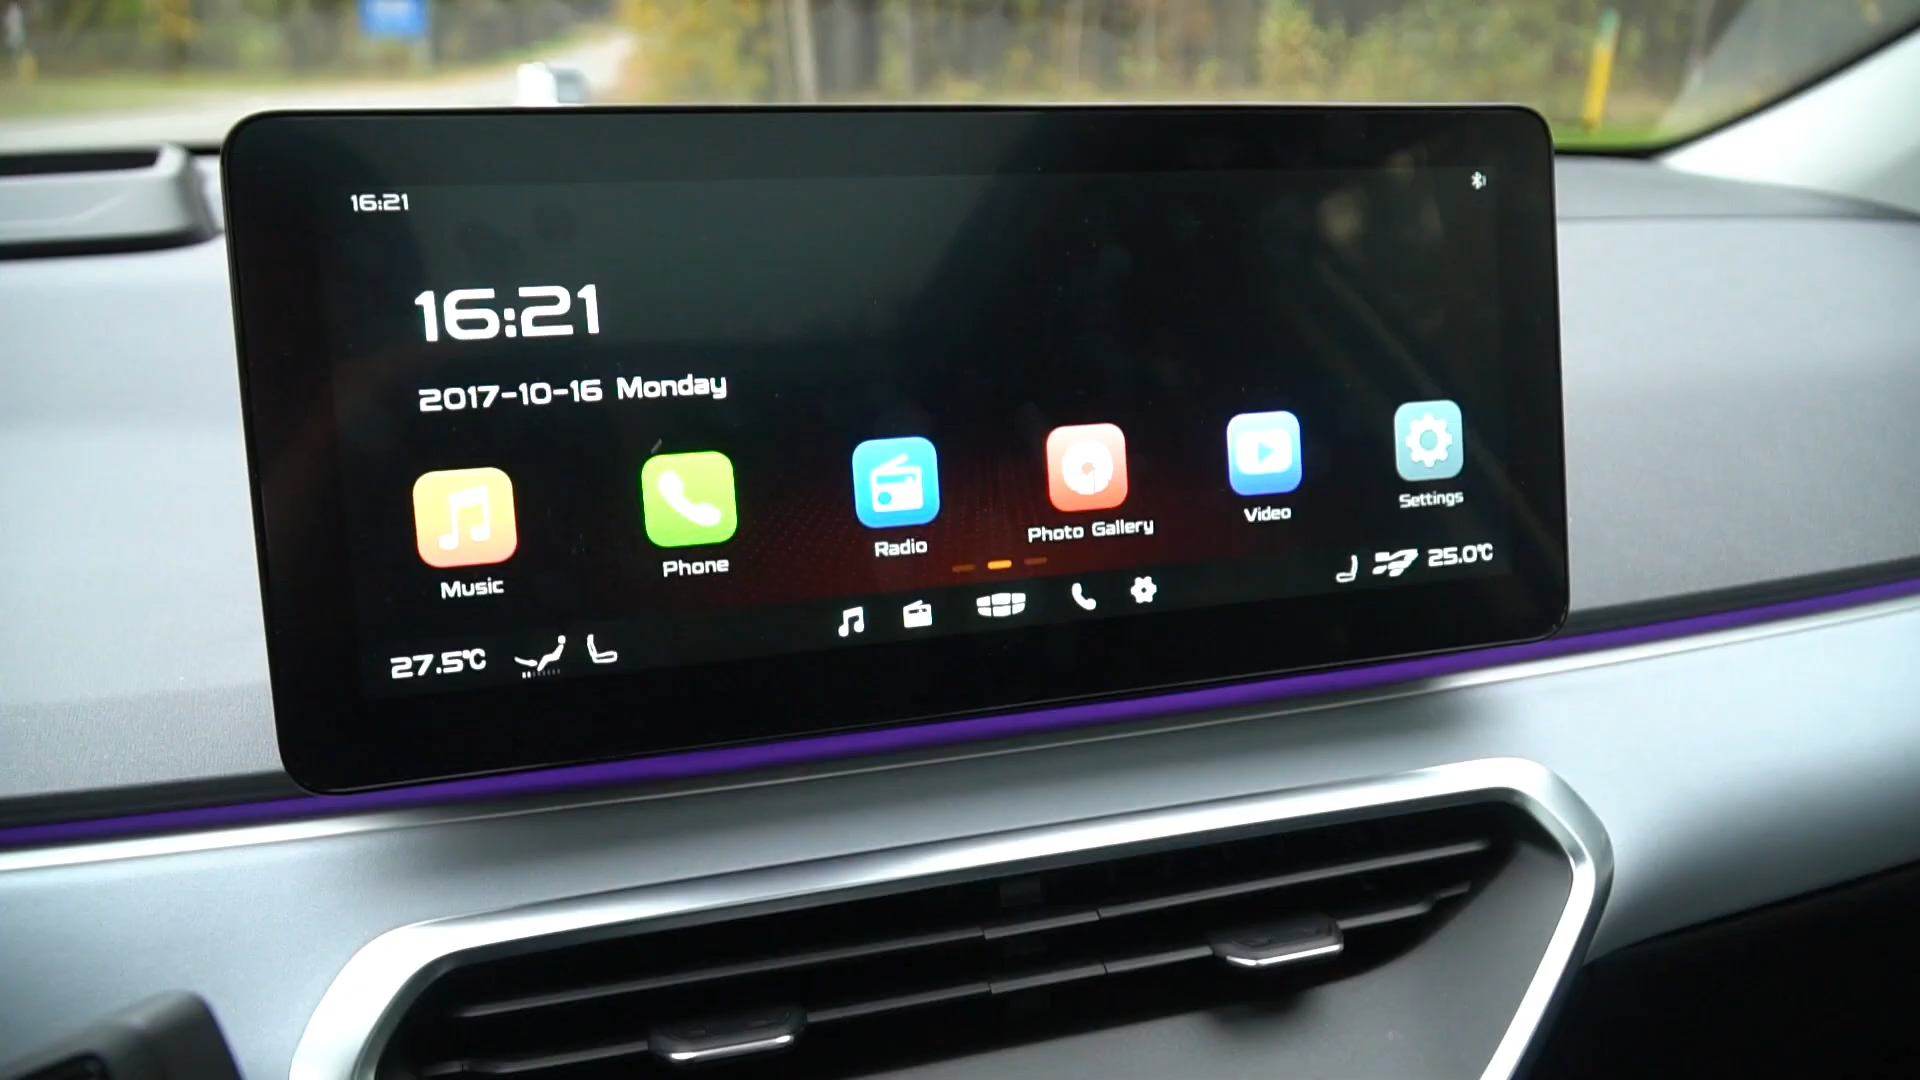 16:21
16:21
2017-10-16 Monday
Music
Phone
Radio
Photo Gallery
Video
Settings
27.5℃
25.0℃